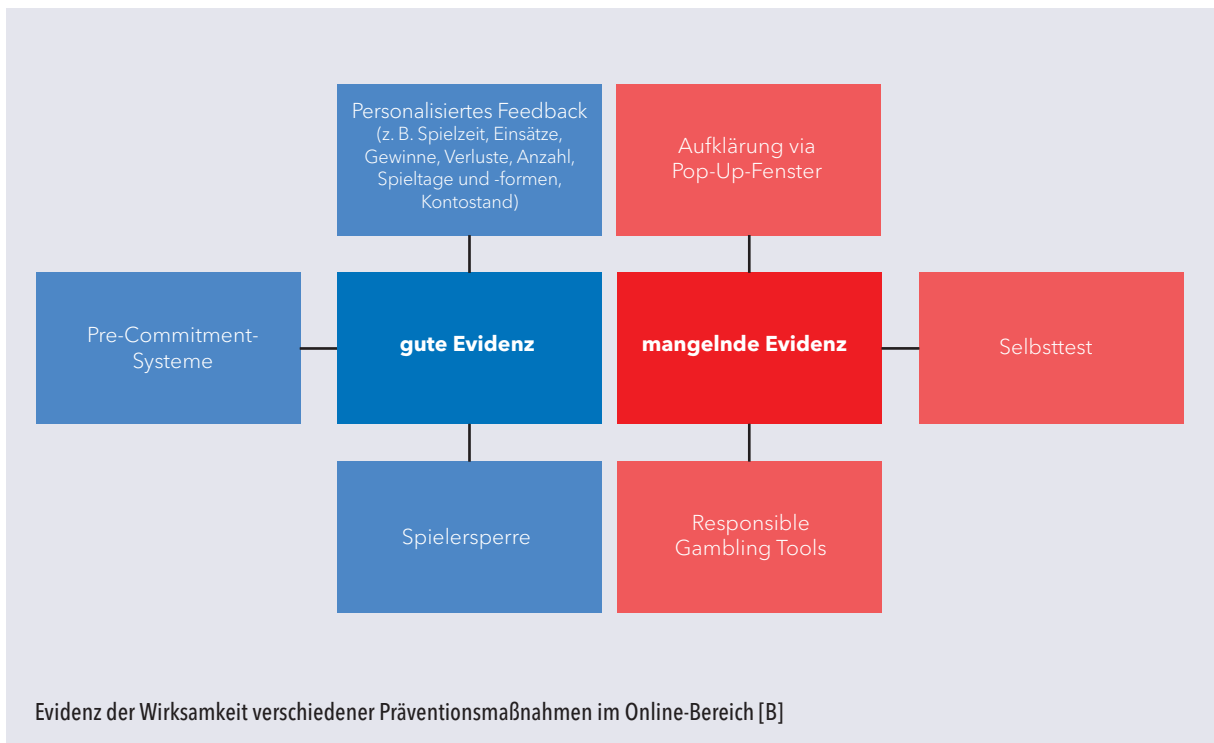 Personalisiertes Feedback
(z. B. Spielzeit, Einsätze,
Gewinne, Verluste, Anzahl,
Spieltage und -formen,
Kontostand)
Aufklärung via
Pop-Up-Fenster
Pre-Commitment-
Systeme
gute Evidenz
mangelnde Evidenz
Selbsttest
Spielersperre
Responsible
Gambling Tools
Evidenz der Wirksamkeit verschiedener Präventionsmaßnahmen im Online-Bereich [B]